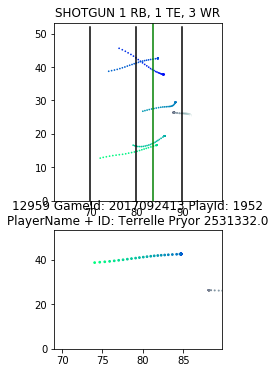 SHOTGUN 1 RB, 1 TE, 3 WR
50
40
30
20
10
0
70 80 90
12959 GameId: 2017092413 PlayId: 1952
PlayerName + ID: Terrelle Pryor 2531332.0
40
20
0
70 75 80 85